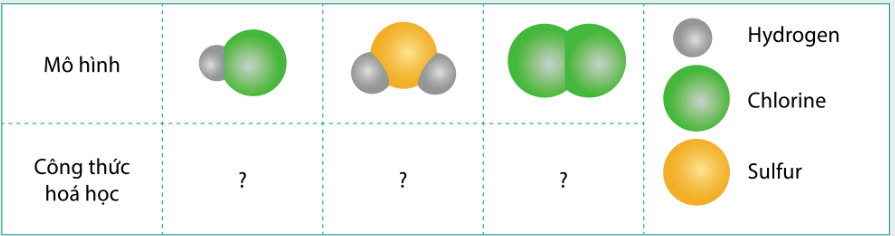 Mô hình
Hydrogen
Chlorine
Sulfur
Công thức
hoá học
?
?
?